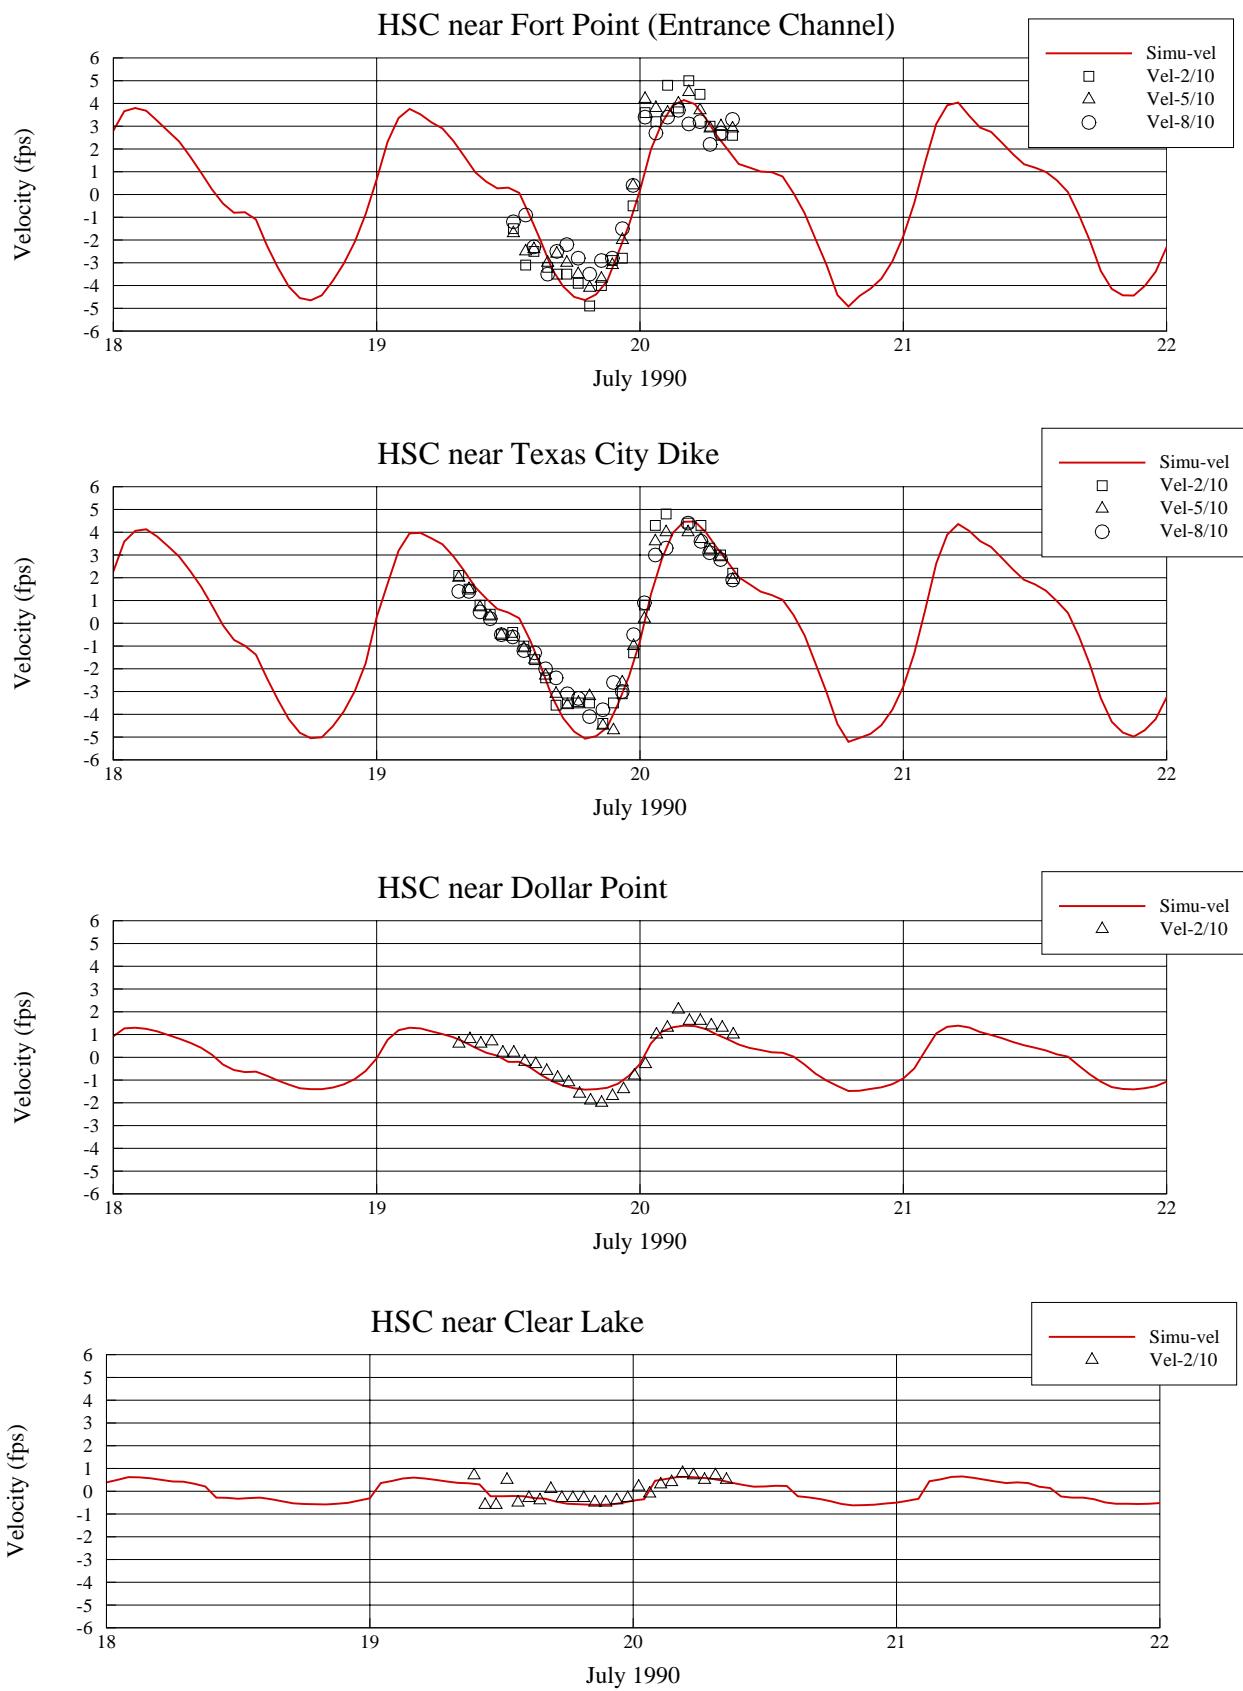 HSC near Fort Point (Entrance Channel)
Simu-vel
Vel-2/10
Vel-5/10
Vel-8/10
Velocity (fps)
6
5
4
3
2
1
0
-1
-2
-3
-4
-5
-6
18 19 20 21 22
July 1990
HSC near Texas City Dike
Simu-vel
Vel-2/10
Vel-5/10
Vel-8/10
Velocity (fps)
6
5
4
3
2
1
0
-1
-2
-3
-4
-5
-6
18 19 20 21 22
July 1990
HSC near Dollar Point
Simu-vel
Vel-2/10
Velocity (fps)
6
5
4
3
2
1
0
-1
-2
-3
-4
-5
-6
18 19 20 21 22
July 1990
HSC near Clear Lake
Simu-vel
Vel-2/10
Velocity (fps)
6
5
4
3
2
1
0
-1
-2
-3
-4
-5
-6
18 19 20 21 22
July 1990